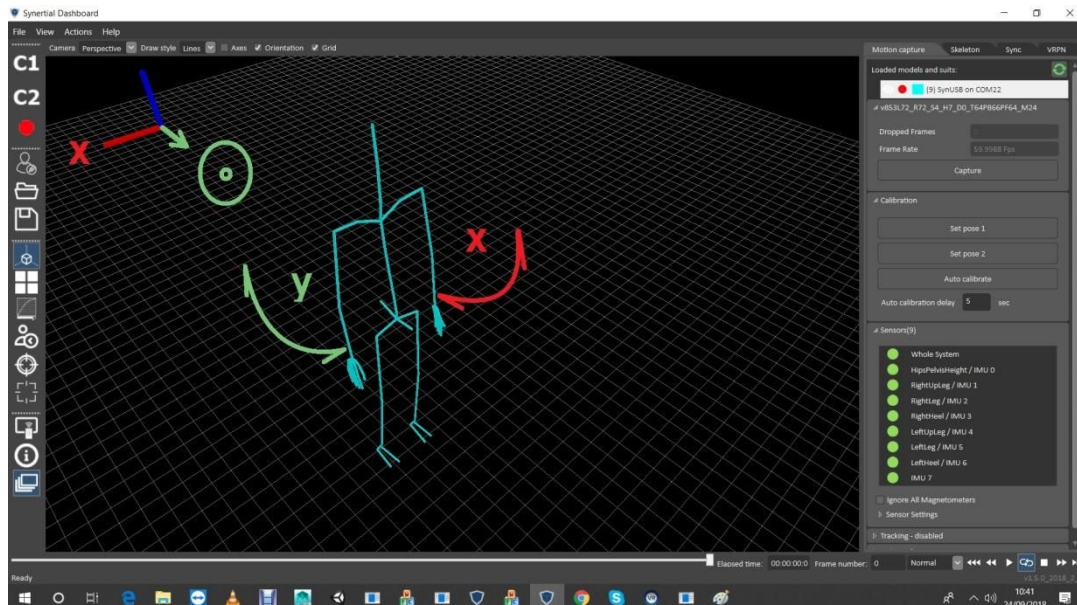 Synertial Dashboard
File View Actions Help
Camera Perspective Draw style Lines Axes Orientation Grid
C1
C2
X
x
y
Motion capture Skeleton Sync VRPN
Loaded models and suits:
(9) SynUSB on COM22
v853L72_R72_S4_H7_D0_T64PB66PF64_M24
Dropped Frames
Frame Rate 59.9988 Fps
Capture
Calibration
Set pose 1
Set pose 2
Auto calibrate
Auto calibration delay 5 sec
Sensors(9)
Whole System
HipsPelvisHeight / IMU 0
RightUpLeg / IMU 1
RightLeg / IMU 2
RightHeel / IMU 3
LeftUpLeg / IMU 4
LeftLeg / IMU 5
LeftHeel / IMU 6
IMU 7
Ignore All Magnetometers
Sensor Settings
Tracking - disabled
Elapsed time: 00:00:00:0 Frame number: 0 Normal
Ready
10:41
24/09/2018